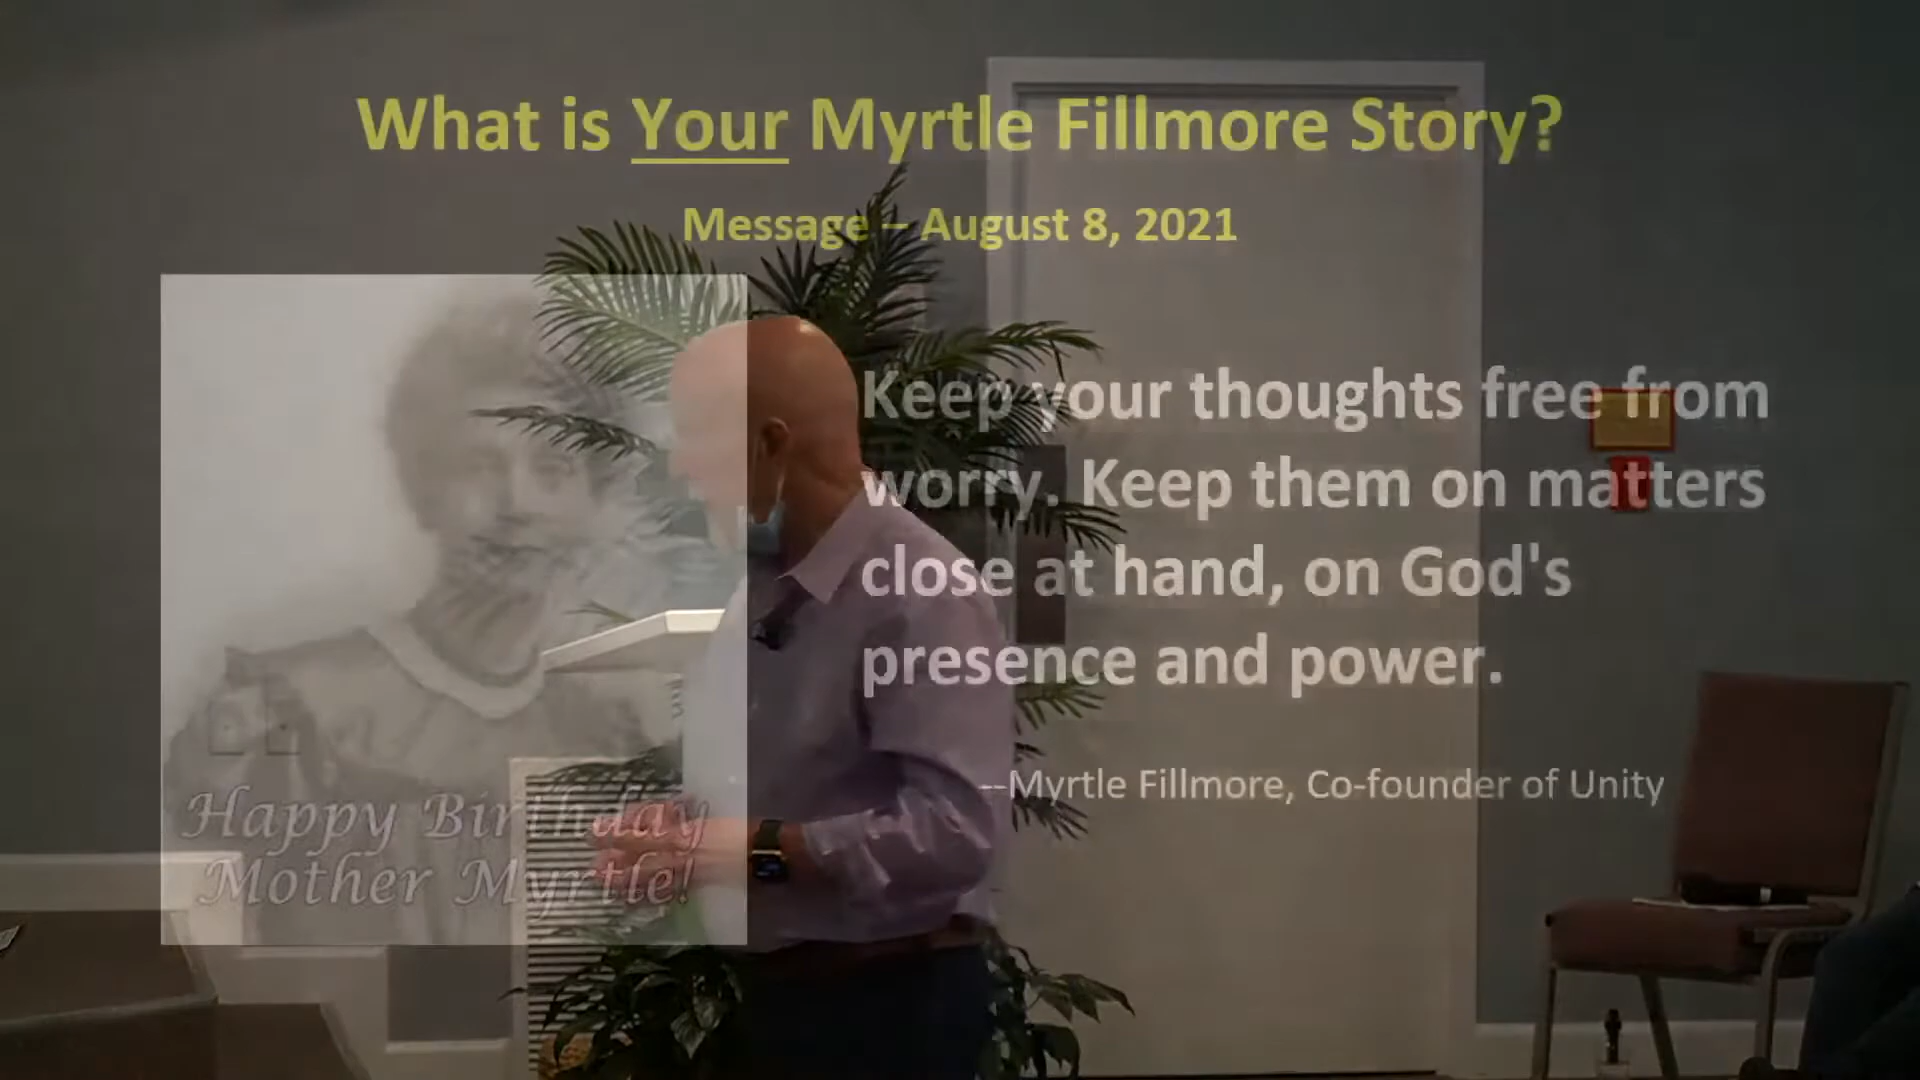 What is Your Myrtle Fillmore Story?
Message – August 8, 2021
Keep your thoughts free from
worry. Keep them on matters
close at hand, on God's
presence and power.
--Myrtle Fillmore, Co-founder of Unity
Happy Birthday
Mother Myrtle!